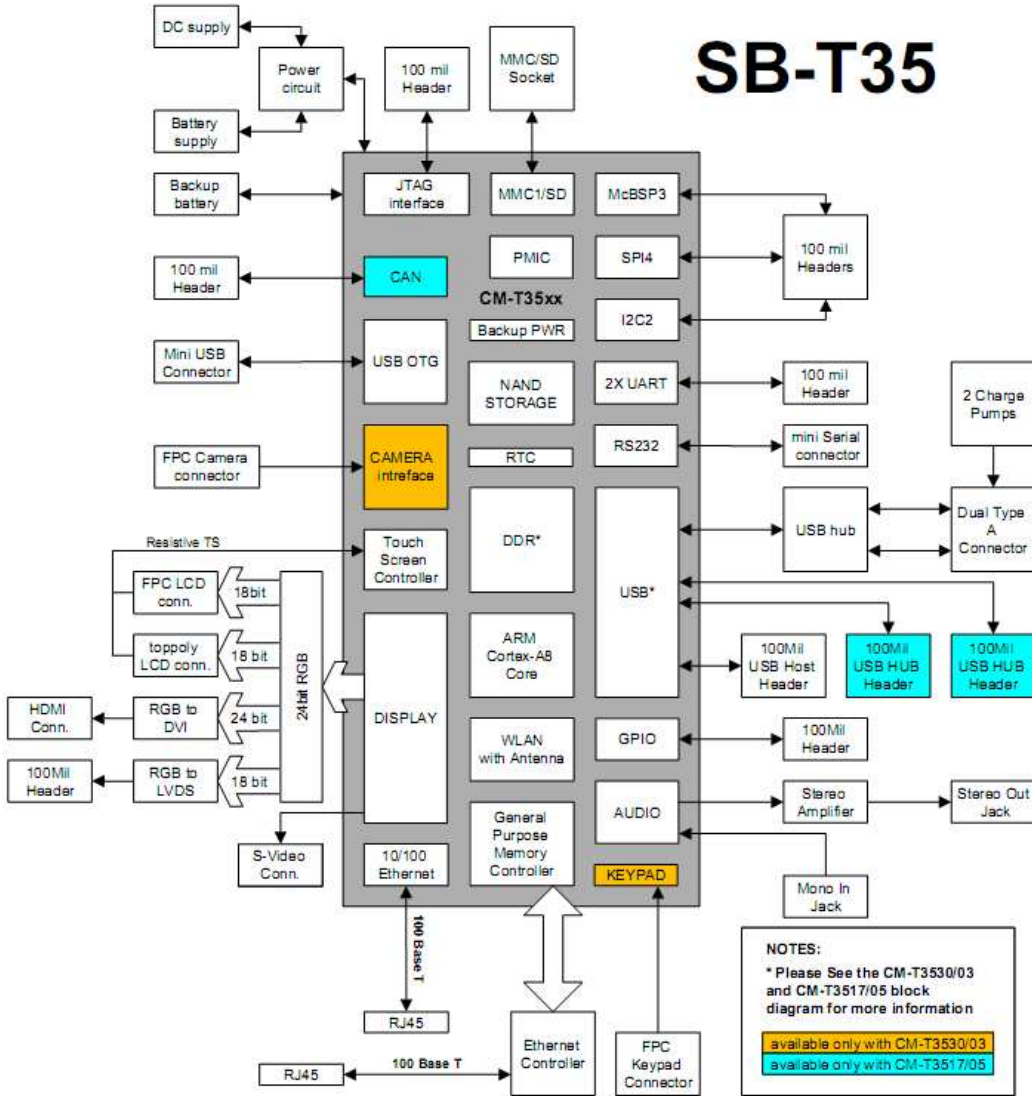 SB-T35
DC supply
Power
circuit
Battery
supply
Backup
battery
100 mil
Header
MMC/SD
Socket
JTAG
interface
MMC1/SD
McBSP3
100 mil
Headers
100 mil
Header
CAN
PMIC
SPI4
CM-T35xx
Backup PWR
I2C2
Mini USB
Connector
USB OTG
NAND
STORAGE
2X UART
100 mil
Header
2 Charge
Pumps
FPC Camera
connector
CAMERA
intreface
RTC
RS232
mini Serial
connector
Touch
Screen
Controller
DDR*
USB*
USB hub
Dual Type
A
Connector
Resistive TS
FPC LCD
conn.
18bit
toppoly
LCD conn.
18 bit
HDMI
Conn.
RGB to
DVI
24 bit
100Mil
Header
RGB to
LVDS
18 bit
24bit RGB
DISPLAY
ARM
Cortex-A8
Core
100Mil
USB Host
Header
100Mil
USB HUB
Header
100Mil
USB HUB
Header
WLAN
with Antenna
GPIO
100Mil
Header
General
Purpose
Memory
Controller
AUDIO
Stereo
Amplifier
Stereo Out
Jack
S-Video
Conn.
10/100
Ethernet
KEYPAD
Mono In
Jack
100 Base T
RJ45
RJ45
100 Base T
Ethernet
Controller
FPC
Keypad
Connector
NOTES:
* Please See the CM-T3530/03
and CM-T3517/05 block
diagram for more information
available only with CM-T3530/03
available only with CM-T3517/05